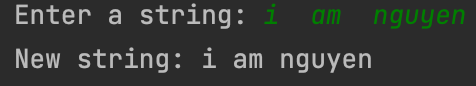 Enter a string: i  am  nguyen
New string: i am nguyen